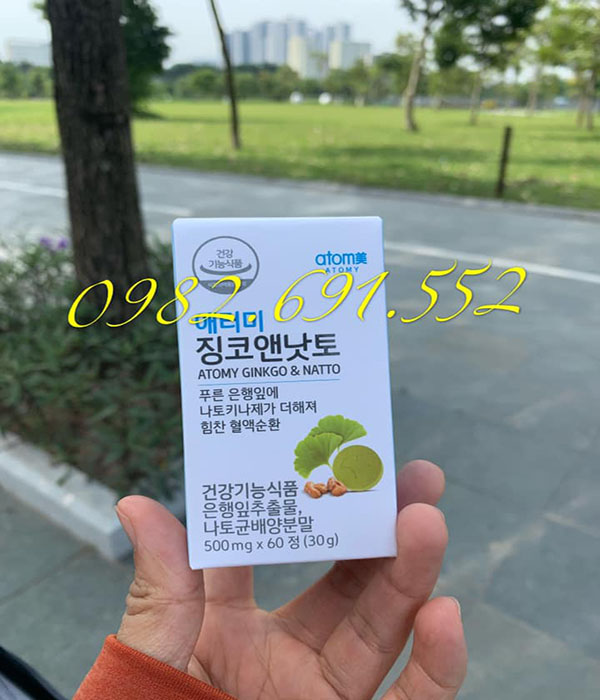 건강
기능식품
atom美
ATOMY
0982 691.552
애터미
징코앤낫토
ATOMY GINKGO & NATTO
푸른 은행잎에
나토키나제가 더해져
힘찬 혈액순환
건강기능식품
은행잎추출물,
나토균배양분말
500mg x 60 정 (30g)